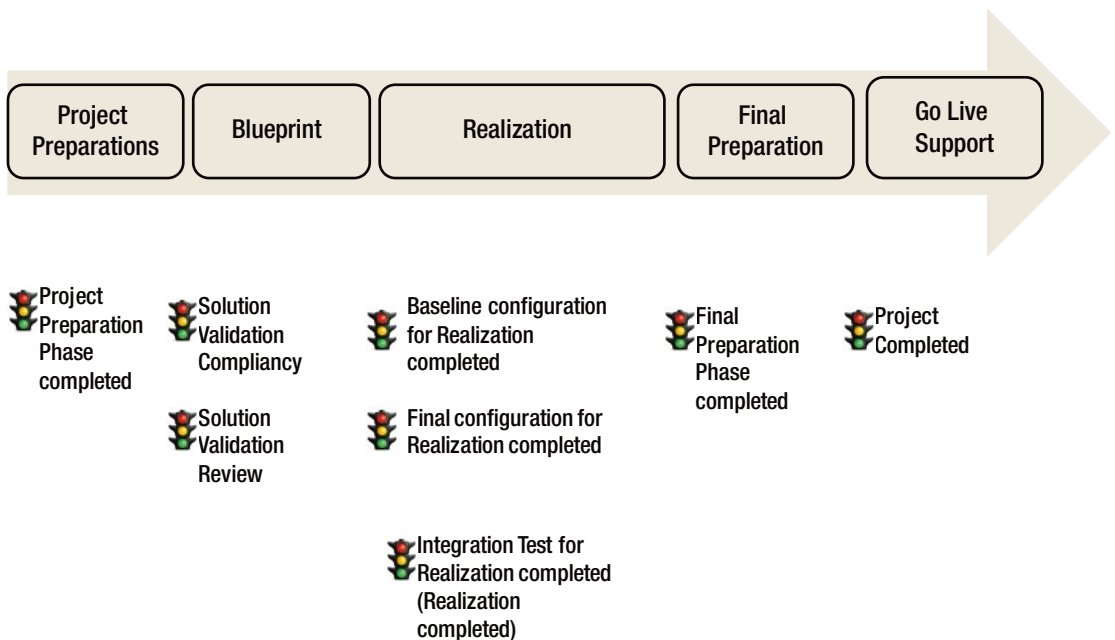 Project
Preparations
Blueprint
Realization
Final
Preparation
Go Live
Support
Project
Preparation
Phase
completed
Solution
Validation
Compliancy
Solution
Validation
Review
Baseline configuration
for Realization
completed
Final configuration for
Realization completed
Integration Test for
Realization completed
(Realization
completed)
Final
Preparation
Phase
completed
Project
Completed